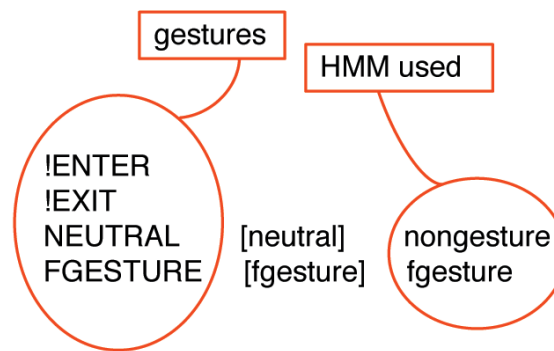 gestures
HMM used
!ENTER
!EXIT
NEUTRAL [neutral] nongesture
FGESTURE [fgesture] fgesture